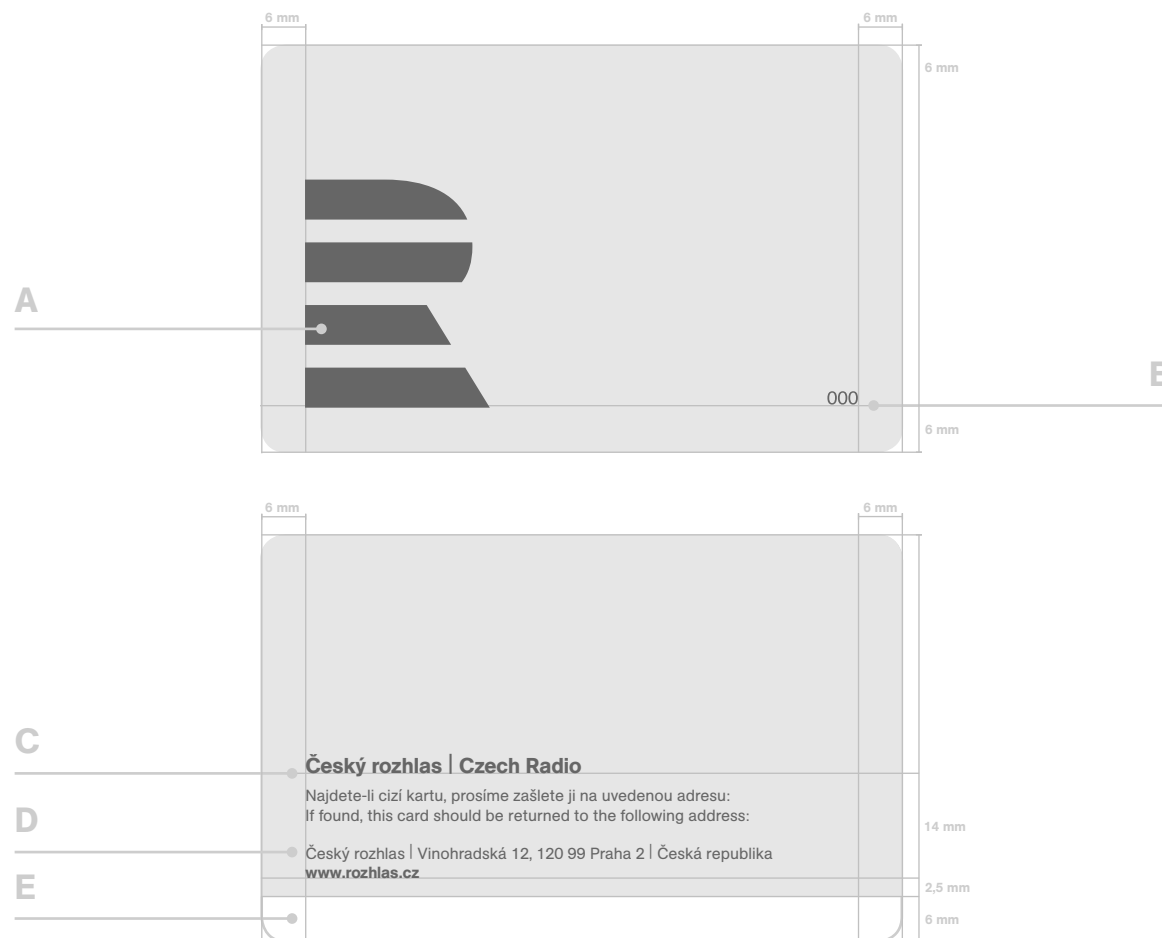 6 mm 6 mm
6 mm
A
B
000
6 mm
6 mm 6 mm
C
Český rozhlas | Czech Radio
Najdete-li cizí kartu, prosíme zašlete ji na uvedenou adresu:
If found, this card should be returned to the following address:
14 mm
D
Český rozhlas | Vinohradská 12, 120 99 Praha 2 | Česká republika
www.rozhlas.cz
E
2,5 mm
6 mm